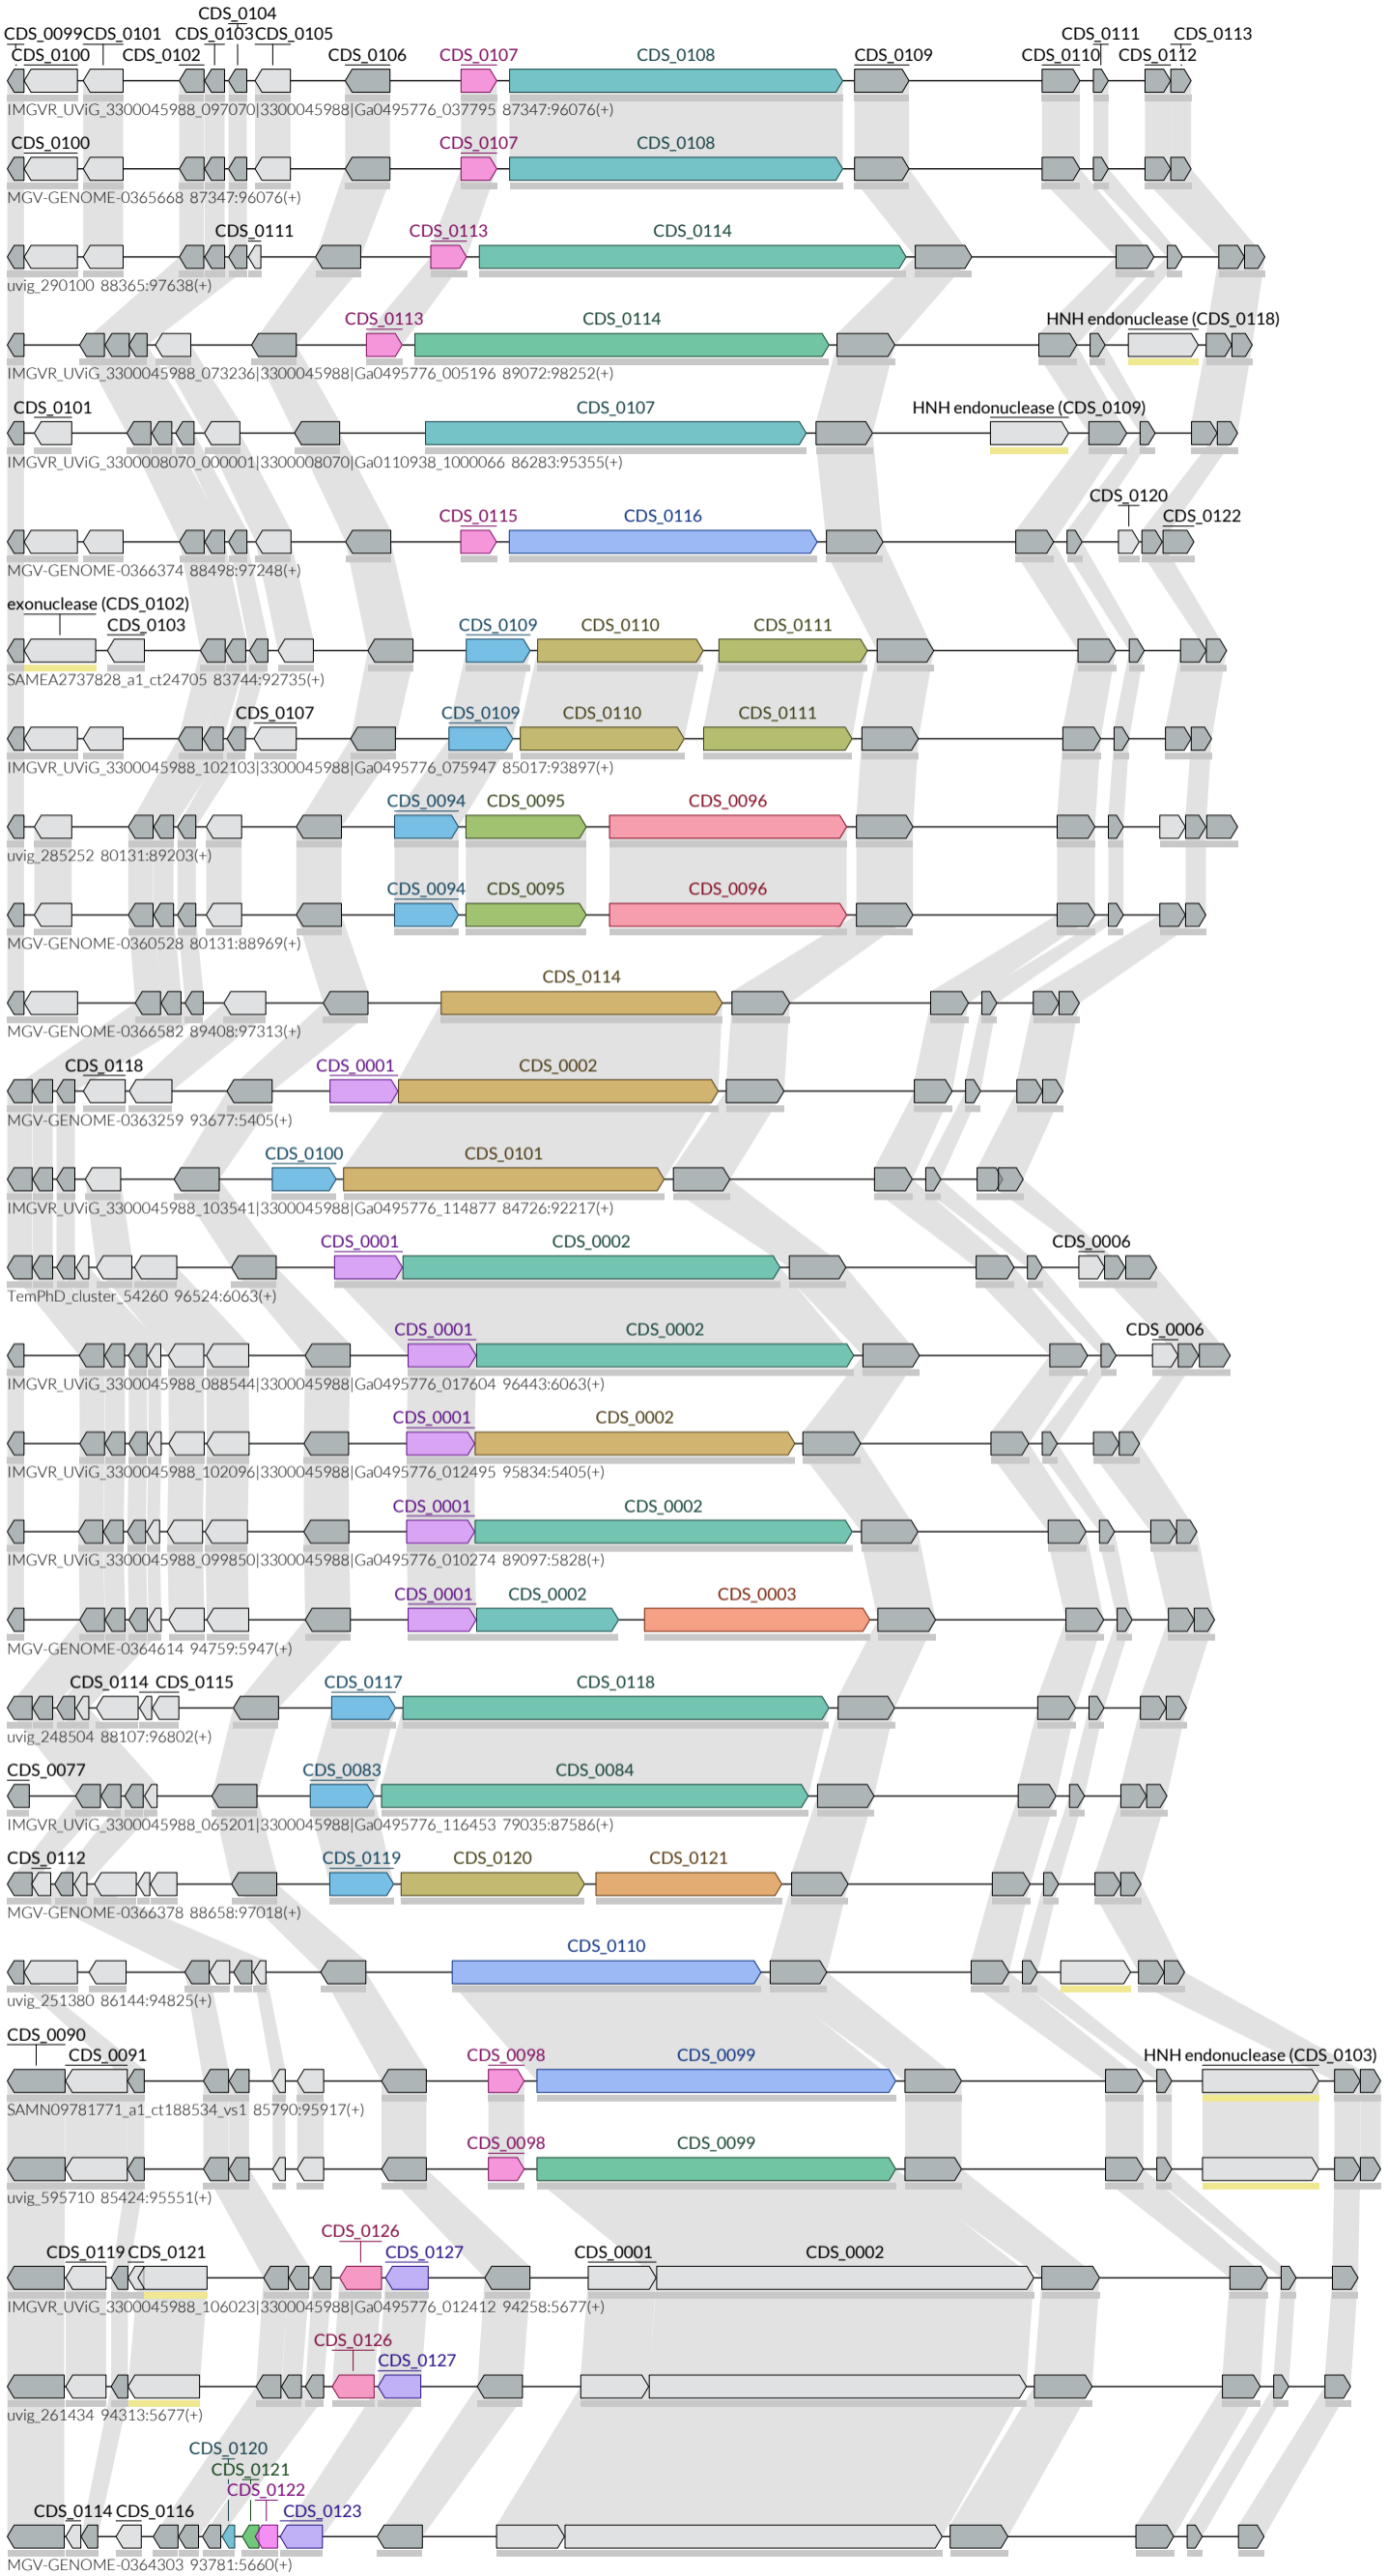 CDS_0104
CDS_0099 CDS_0101 CDS_0103 CDS_0105 CDS_0111 CDS_0113
CDS_0100 CDS_0102 CDS_0106 CDS_0107 CDS_0108 CDS_0109 CDS_0110 CDS_0112
IMGVR_UViG_3300045988_097070|3300045988|Ga0495776_037795 87347:96076(+)
CDS_0100 CDS_0107 CDS_0108
MGV-GENOME-0365668 87347:96076(+)
CDS_0111 CDS_0113 CDS_0114
uvig_290100 88365:97638(+)
CDS_0113 CDS_0114 HNH endonuclease (CDS_0118)
IMGVR_UViG_3300045988_073236|3300045988|Ga0495776_005196 89072:98252(+)
CDS_0101 CDS_0107 HNH endonuclease (CDS_0109)
IMGVR_UViG_3300008070_000001|3300008070|Ga0110938_1000066 86283:95355(+)
CDS_0120
CDS_0115 CDS_0116 CDS_0122
MGV-GENOME-0366374 88498:97248(+)
exonuclease (CDS_0102)
CDS_0103 CDS_0109 CDS_0110 CDS_0111
SAMEA2737828_a1_ct24705 83744:92735(+)
CDS_0107 CDS_0109 CDS_0110 CDS_0111
IMGVR_UViG_3300045988_102103|3300045988|Ga0495776_075947 85017:93897(+)
CDS_0094 CDS_0095 CDS_0096
uvig_285252 80131:89203(+)
CDS_0094 CDS_0095 CDS_0096
MGV-GENOME-0360528 80131:88969(+)
CDS_0114
MGV-GENOME-0366582 89408:97313(+)
CDS_0118 CDS_0001 CDS_0002
MGV-GENOME-0363259 93677:5405(+)
CDS_0100 CDS_0101
IMGVR_UViG_3300045988_103541|3300045988|Ga0495776_114877 84726:92217(+)
CDS_0001 CDS_0002 CDS_0006
TemPhD_cluster_54260 96524:6063(+)
CDS_0001 CDS_0002 CDS_0006
IMGVR_UViG_3300045988_088544|3300045988|Ga0495776_017604 96443:6063(+)
CDS_0001 CDS_0002
IMGVR_UViG_3300045988_102096|3300045988|Ga0495776_012495 95834:5405(+)
CDS_0001 CDS_0002
IMGVR_UViG_3300045988_099850|3300045988|Ga0495776_010274 89097:5828(+)
CDS_0001 CDS_0002 CDS_0003
MGV-GENOME-0364614 94759:5947(+)
CDS_0114 CDS_0115 CDS_0117 CDS_0118
uvig_248504 88107:96802(+)
CDS_0077 CDS_0083 CDS_0084
IMGVR_UViG_3300045988_065201|3300045988|Ga0495776_116453 79035:87586(+)
CDS_0112 CDS_0119 CDS_0120 CDS_0121
MGV-GENOME-0366378 88658:97018(+)
CDS_0110
uvig_251380 86144:94825(+)
CDS_0090
CDS_0091 CDS_0098 CDS_0099 HNH endonuclease (CDS_0103)
SAMN09781771_a1_ct188534_vs1 85790:95917(+)
CDS_0098 CDS_0099
uvig_595710 85424:95551(+)
CDS_0126
CDS_0119 CDS_0121 CDS_0127 CDS_0001 CDS_0002
IMGVR_UViG_3300045988_106023|3300045988|Ga0495776_012412 94258:5677(+)
CDS_0126
CDS_0127
uvig_261434 94313:5677(+)
CDS_0120
CDS_0121
CDS_0122
CDS_0114 CDS_0116 CDS_0123
MGV-GENOME-0364303 93781:5660(+)